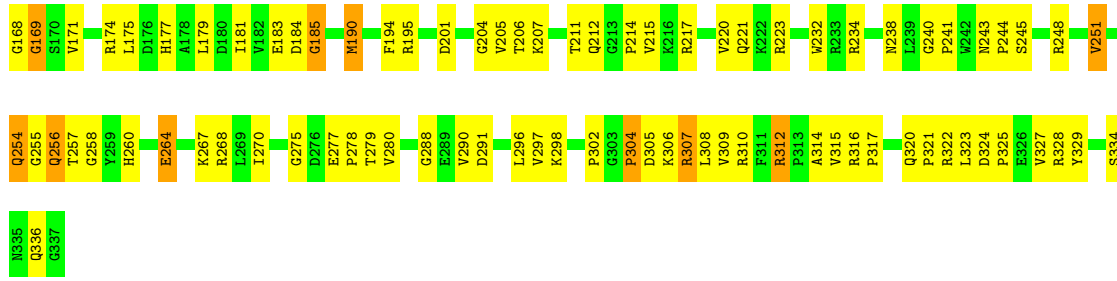 G168 G169 S170 V171 R174 L175 D176 H177 A178 L179 D180 I181 V182 E183 D184 G185 M190 F194 R195 D201 G204 V205 T206 K207 T211 Q212 G213 P214 V215 K216 R217 V220 Q221 K222 R223 W232 R233 R234 N238 L239 G240 P241 W242 N243 P244 S245 R248 V251
Q254 G255 Q256 T257 G258 Y259 H260 E264 K267 R268 L269 I270 G275 D276 E277 P278 T279 V280 G288 E289 V290 D291 L296 V297 K298 P302 G303 P304 D305 K306 R307 L308 V309 R310 F311 R312 P313 A314 V315 R316 P317 Q320 P321 R322 L323 D324 P325 E326 V327 R328 Y329 S334
N335 Q336 G337